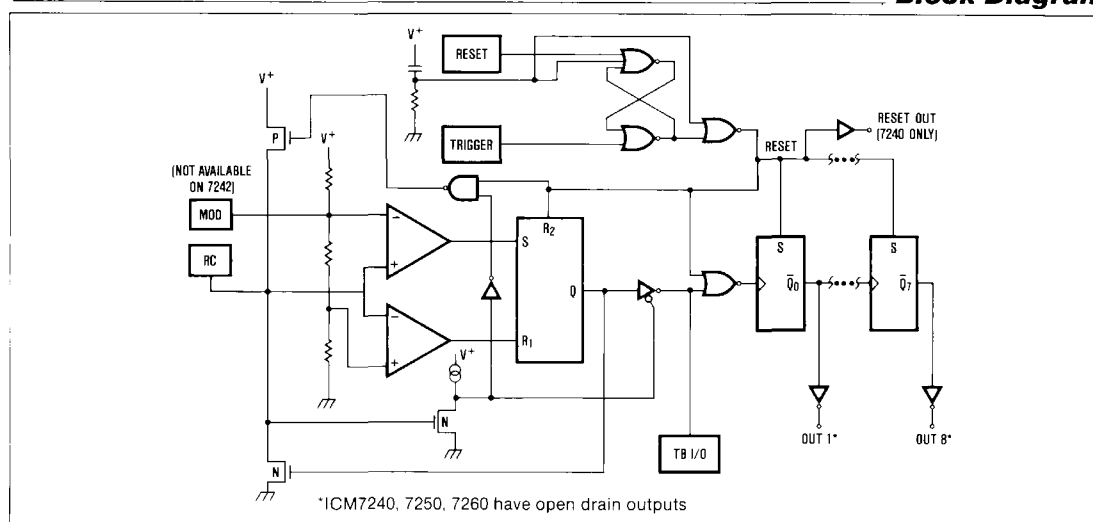 Block Diagram
V+
RESET
V+
TRIGGER
RESET OUT
(7240 ONLY)
RESET
P
V+
(NOT AVAILABLE
ON 7242)
MOD
RC
−
+
−
+
S
R2
Q
R1
V+
N
N
TB I/O
S
Q̅0
S
Q̅7
OUT 1*
OUT 8*
*ICM7240, 7250, 7260 have open drain outputs